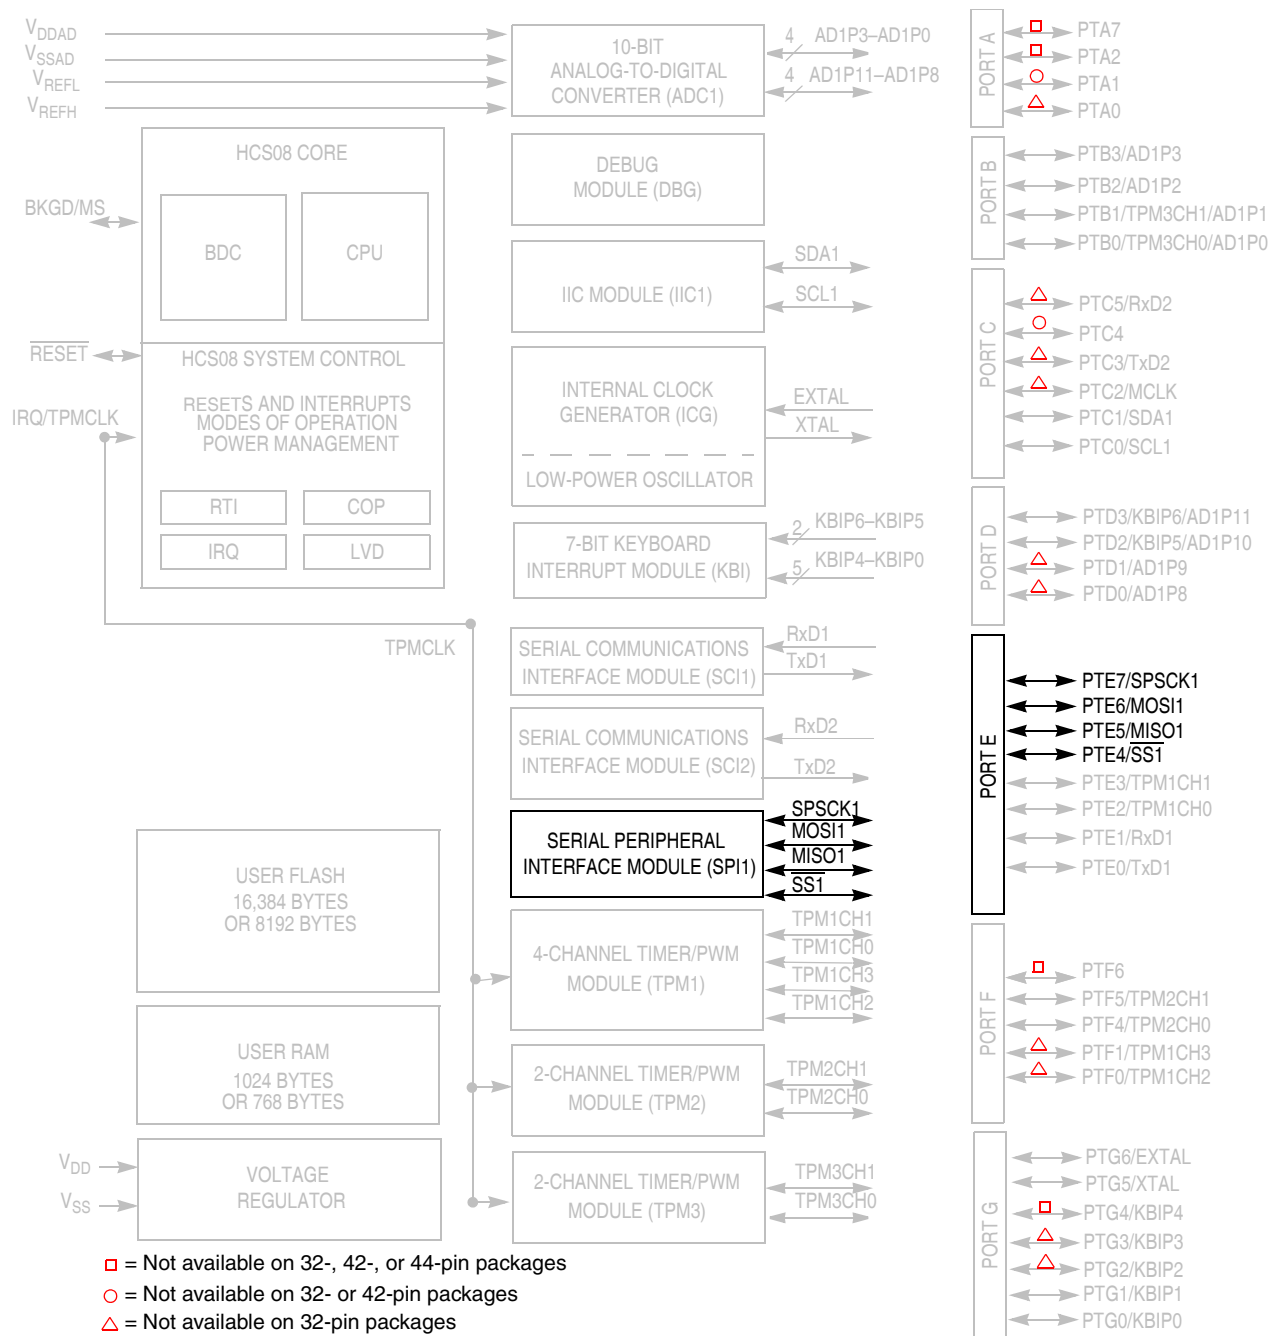 VDDAD
VSSAD
VREFL
VREFH
10-BIT
ANALOG-TO-DIGITAL
CONVERTER (ADC1)
4
AD1P3–AD1P0
4
AD1P11–AD1P8
HCS08 CORE
BDC
CPU
BKGD/MS
RESET
HCS08 SYSTEM CONTROL
RESETS AND INTERRUPTS
MODES OF OPERATION
POWER MANAGEMENT
IRQ/TPMCLK
RTI
COP
IRQ
LVD
TPMCLK
DEBUG
MODULE (DBG)
IIC MODULE (IIC1)
SDA1
SCL1
INTERNAL CLOCK
GENERATOR (ICG)
LOW-POWER OSCILLATOR
EXTAL
XTAL
7-BIT KEYBOARD
INTERRUPT MODULE (KBI)
2
KBIP6–KBIP5
5
KBIP4–KBIP0
SERIAL COMMUNICATIONS
INTERFACE MODULE (SCI1)
RxD1
TxD1
SERIAL COMMUNICATIONS
INTERFACE MODULE (SCI2)
RxD2
TxD2
SERIAL PERIPHERAL
INTERFACE MODULE (SPI1)
SPSCK1
MOSI1
MISO1
SS1
USER FLASH
16,384 BYTES
OR 8192 BYTES
4-CHANNEL TIMER/PWM
MODULE (TPM1)
TPM1CH1
TPM1CH0
TPM1CH3
TPM1CH2
USER RAM
1024 BYTES
OR 768 BYTES
2-CHANNEL TIMER/PWM
MODULE (TPM2)
TPM2CH1
TPM2CH0
VDD
VSS
VOLTAGE
REGULATOR
2-CHANNEL TIMER/PWM
MODULE (TPM3)
TPM3CH1
TPM3CH0
PORT A
PTA7
PTA2
PTA1
PTA0
PORT B
PTB3/AD1P3
PTB2/AD1P2
PTB1/TPM3CH1/AD1P1
PTB0/TPM3CH0/AD1P0
PORT C
PTC5/RxD2
PTC4
PTC3/TxD2
PTC2/MCLK
PTC1/SDA1
PTC0/SCL1
PORT D
PTD3/KBIP6/AD1P11
PTD2/KBIP5/AD1P10
PTD1/AD1P9
PTD0/AD1P8
PORT E
PTE7/SPSCK1
PTE6/MOSI1
PTE5/MISO1
PTE4/SS1
PTE3/TPM1CH1
PTE2/TPM1CH0
PTE1/RxD1
PTE0/TxD1
PORT F
PTF6
PTF5/TPM2CH1
PTF4/TPM2CH0
PTF1/TPM1CH3
PTF0/TPM1CH2
PORT G
PTG6/EXTAL
PTG5/XTAL
PTG4/KBIP4
PTG3/KBIP3
PTG2/KBIP2
PTG1/KBIP1
PTG0/KBIP0
= Not available on 32-, 42-, or 44-pin packages
= Not available on 32- or 42-pin packages
= Not available on 32-pin packages